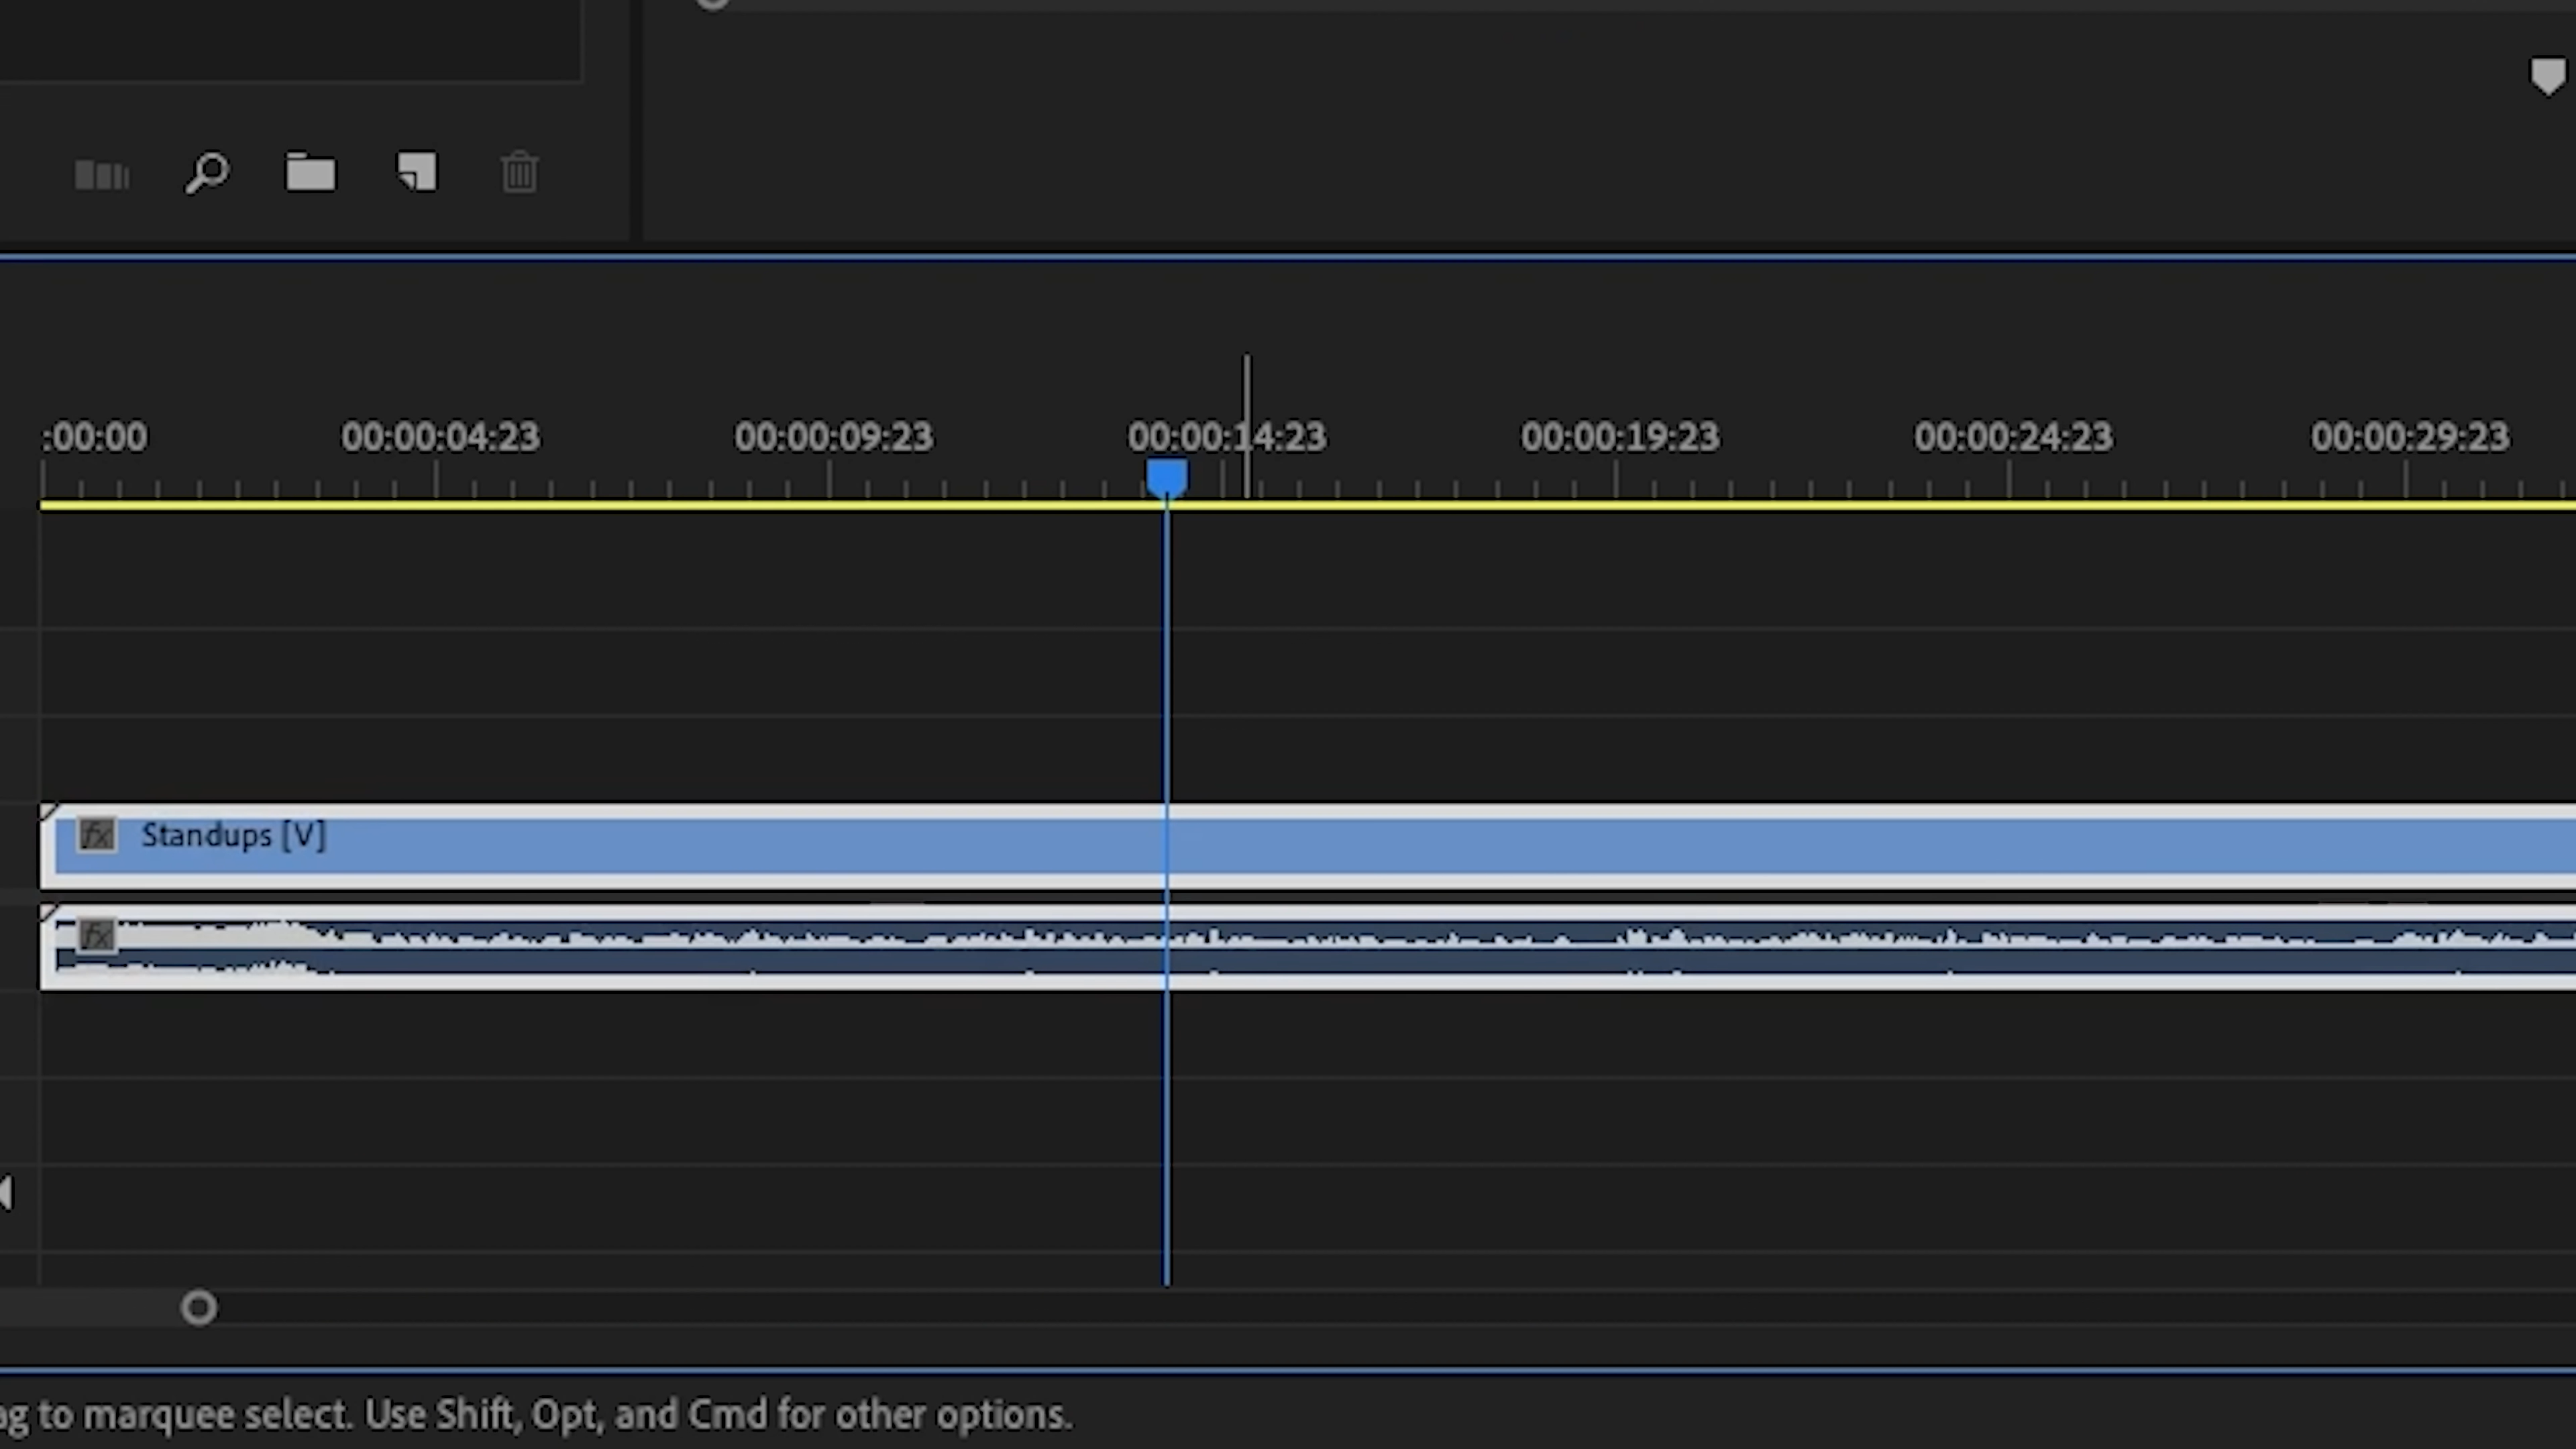 :00:00 00:00:04:23 00:00:09:23 00:00:14:23 00:00:19:23 00:00:24:23 00:00:29:23
fx Standups [V]
fx
ag to marquee select. Use Shift, Opt, and Cmd for other options.